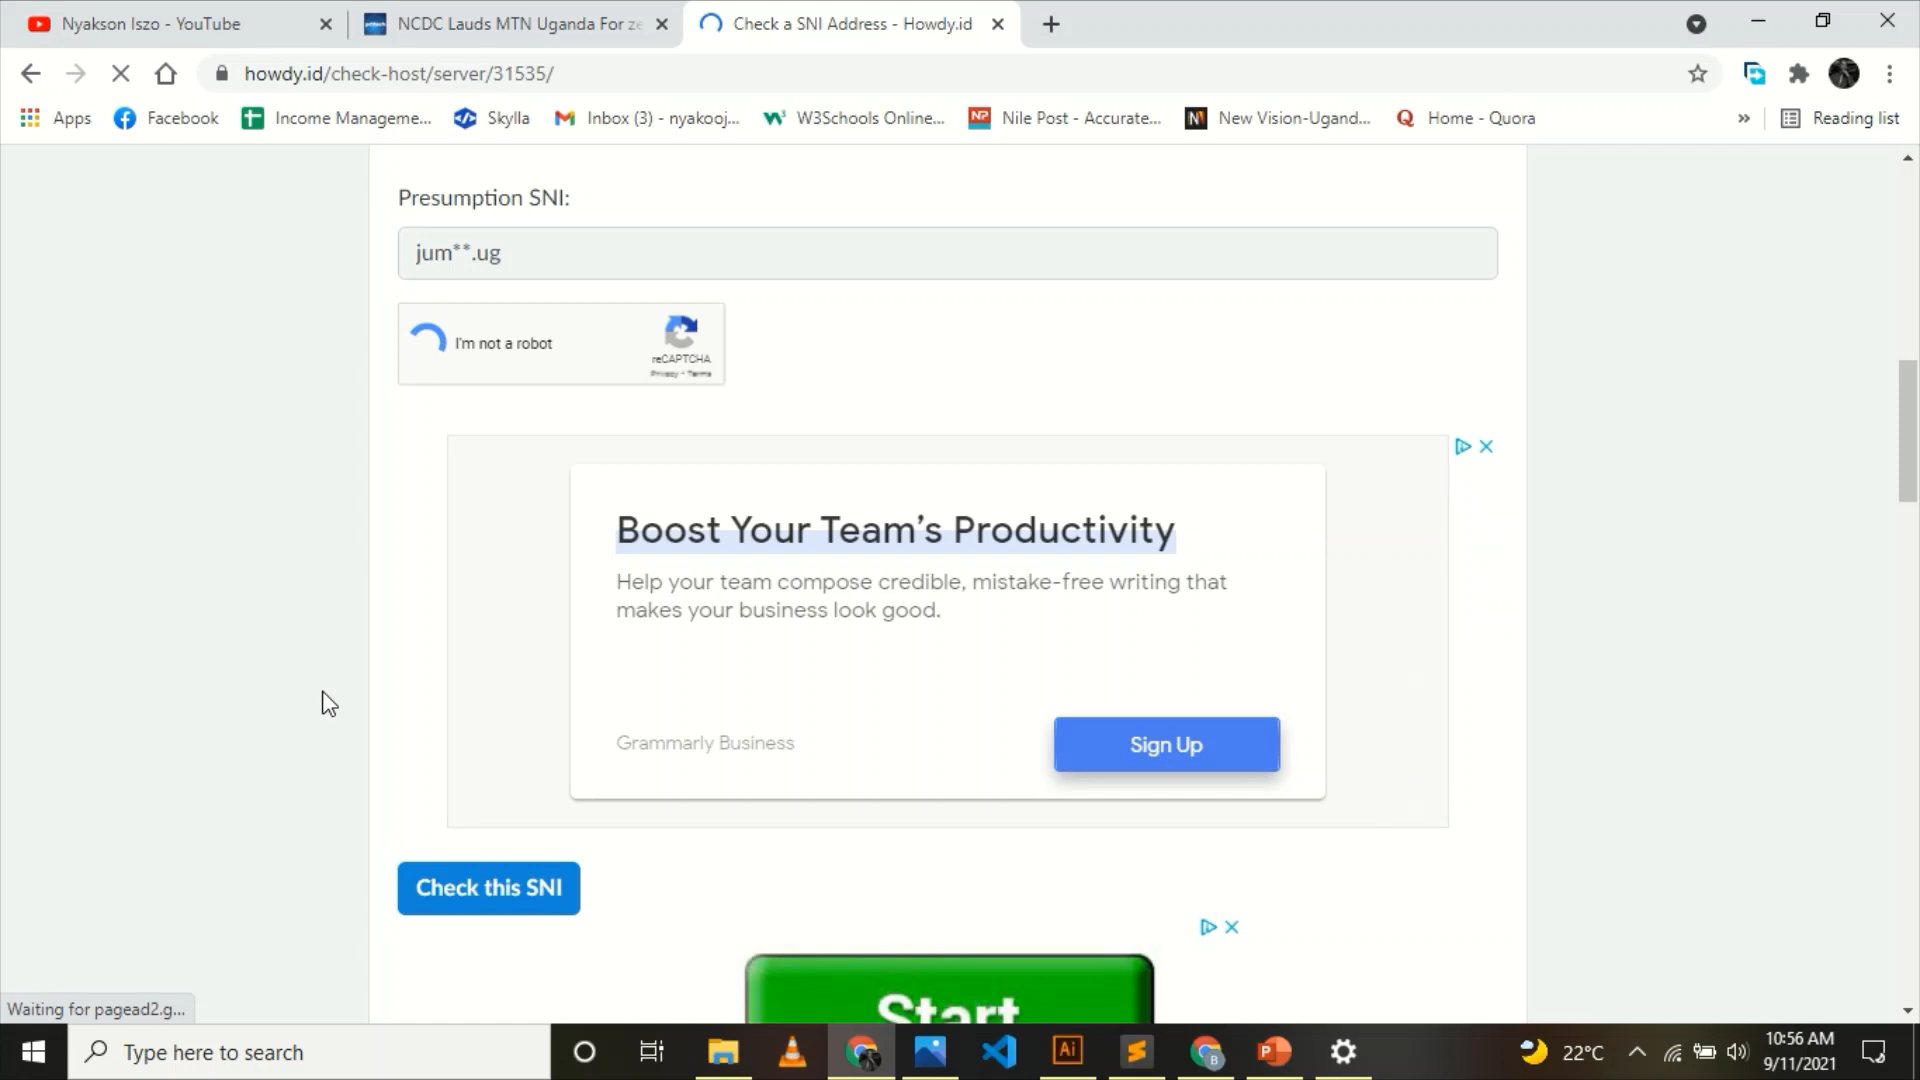 Nyakson Iszo - YouTube
NCDC Lauds MTN Uganda For ze
Check a SNI Address - Howdy.id
howdy.id/check-host/server/31535/
Apps
Facebook
Income Manageme...
Skylla
Inbox (3) - nyakooj...
W3Schools Online...
NP
Nile Post - Accurate...
N
New Vision-Ugand...
Q
Home - Quora
»
Reading list
Presumption SNI:
jum**.ug
I'm not a robot
reCAPTCHA
Privacy - Terms
Boost Your Team's Productivity
Help your team compose credible, mistake-free writing that
makes your business look good.
Grammarly Business
Sign Up
Check this SNI
Start
Waiting for pagead2.g...
Type here to search
Ai
B
P
22°C
10:56 AM
9/11/2021